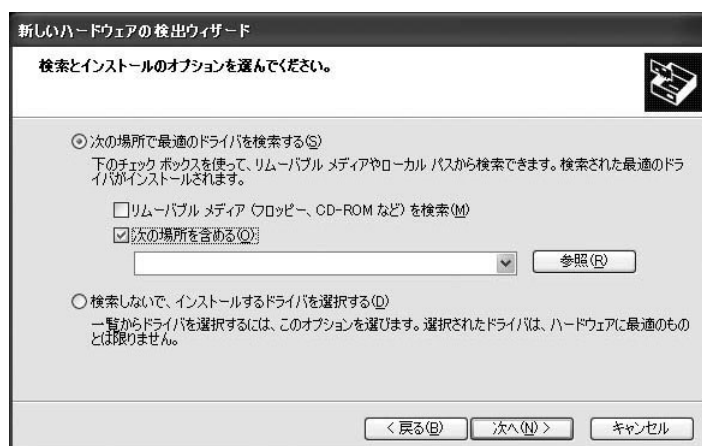 新しいハードウェアの検出ウィザード
検索とインストールのオプションを選んでください。
次の場所で最適のドライバを検索する(S)
下のチェック ボックスを使って、リムーバブル メディアやローカル パスから検索できます。検索された最適のドラ
イバがインストールされます。
リムーバブル メディア (フロッピー、CD-ROM など) を検索(M)
次の場所を含める(O):
参照(R)
検索しないで、インストールするドライバを選択する(D)
一覧からドライバを選択するには、このオプションを選びます。選択されたドライバは、ハードウェアに最適のもの
とは限りません。
< 戻る(B) 次へ(N) > キャンセル